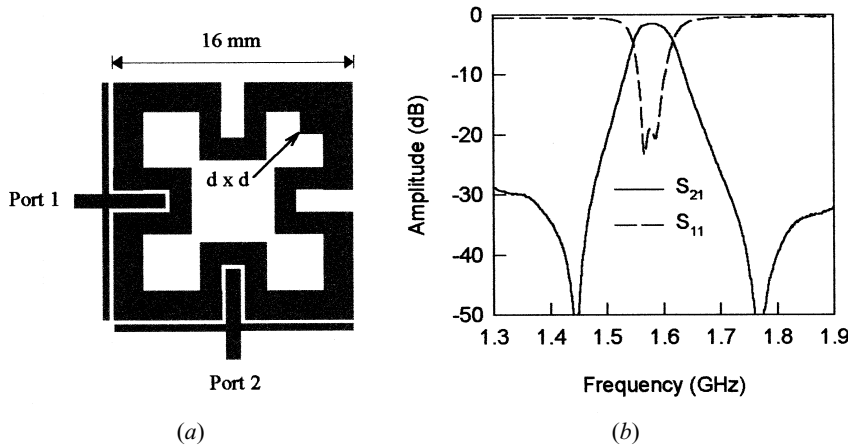 16 mm
d x d
Port 1
Port 2
(a)
Amplitude (dB)
0
-10
-20
-30
-40
-50
S21
S11
1.3 1.4 1.5 1.6 1.7 1.8 1.9
Frequency (GHz)
(b)